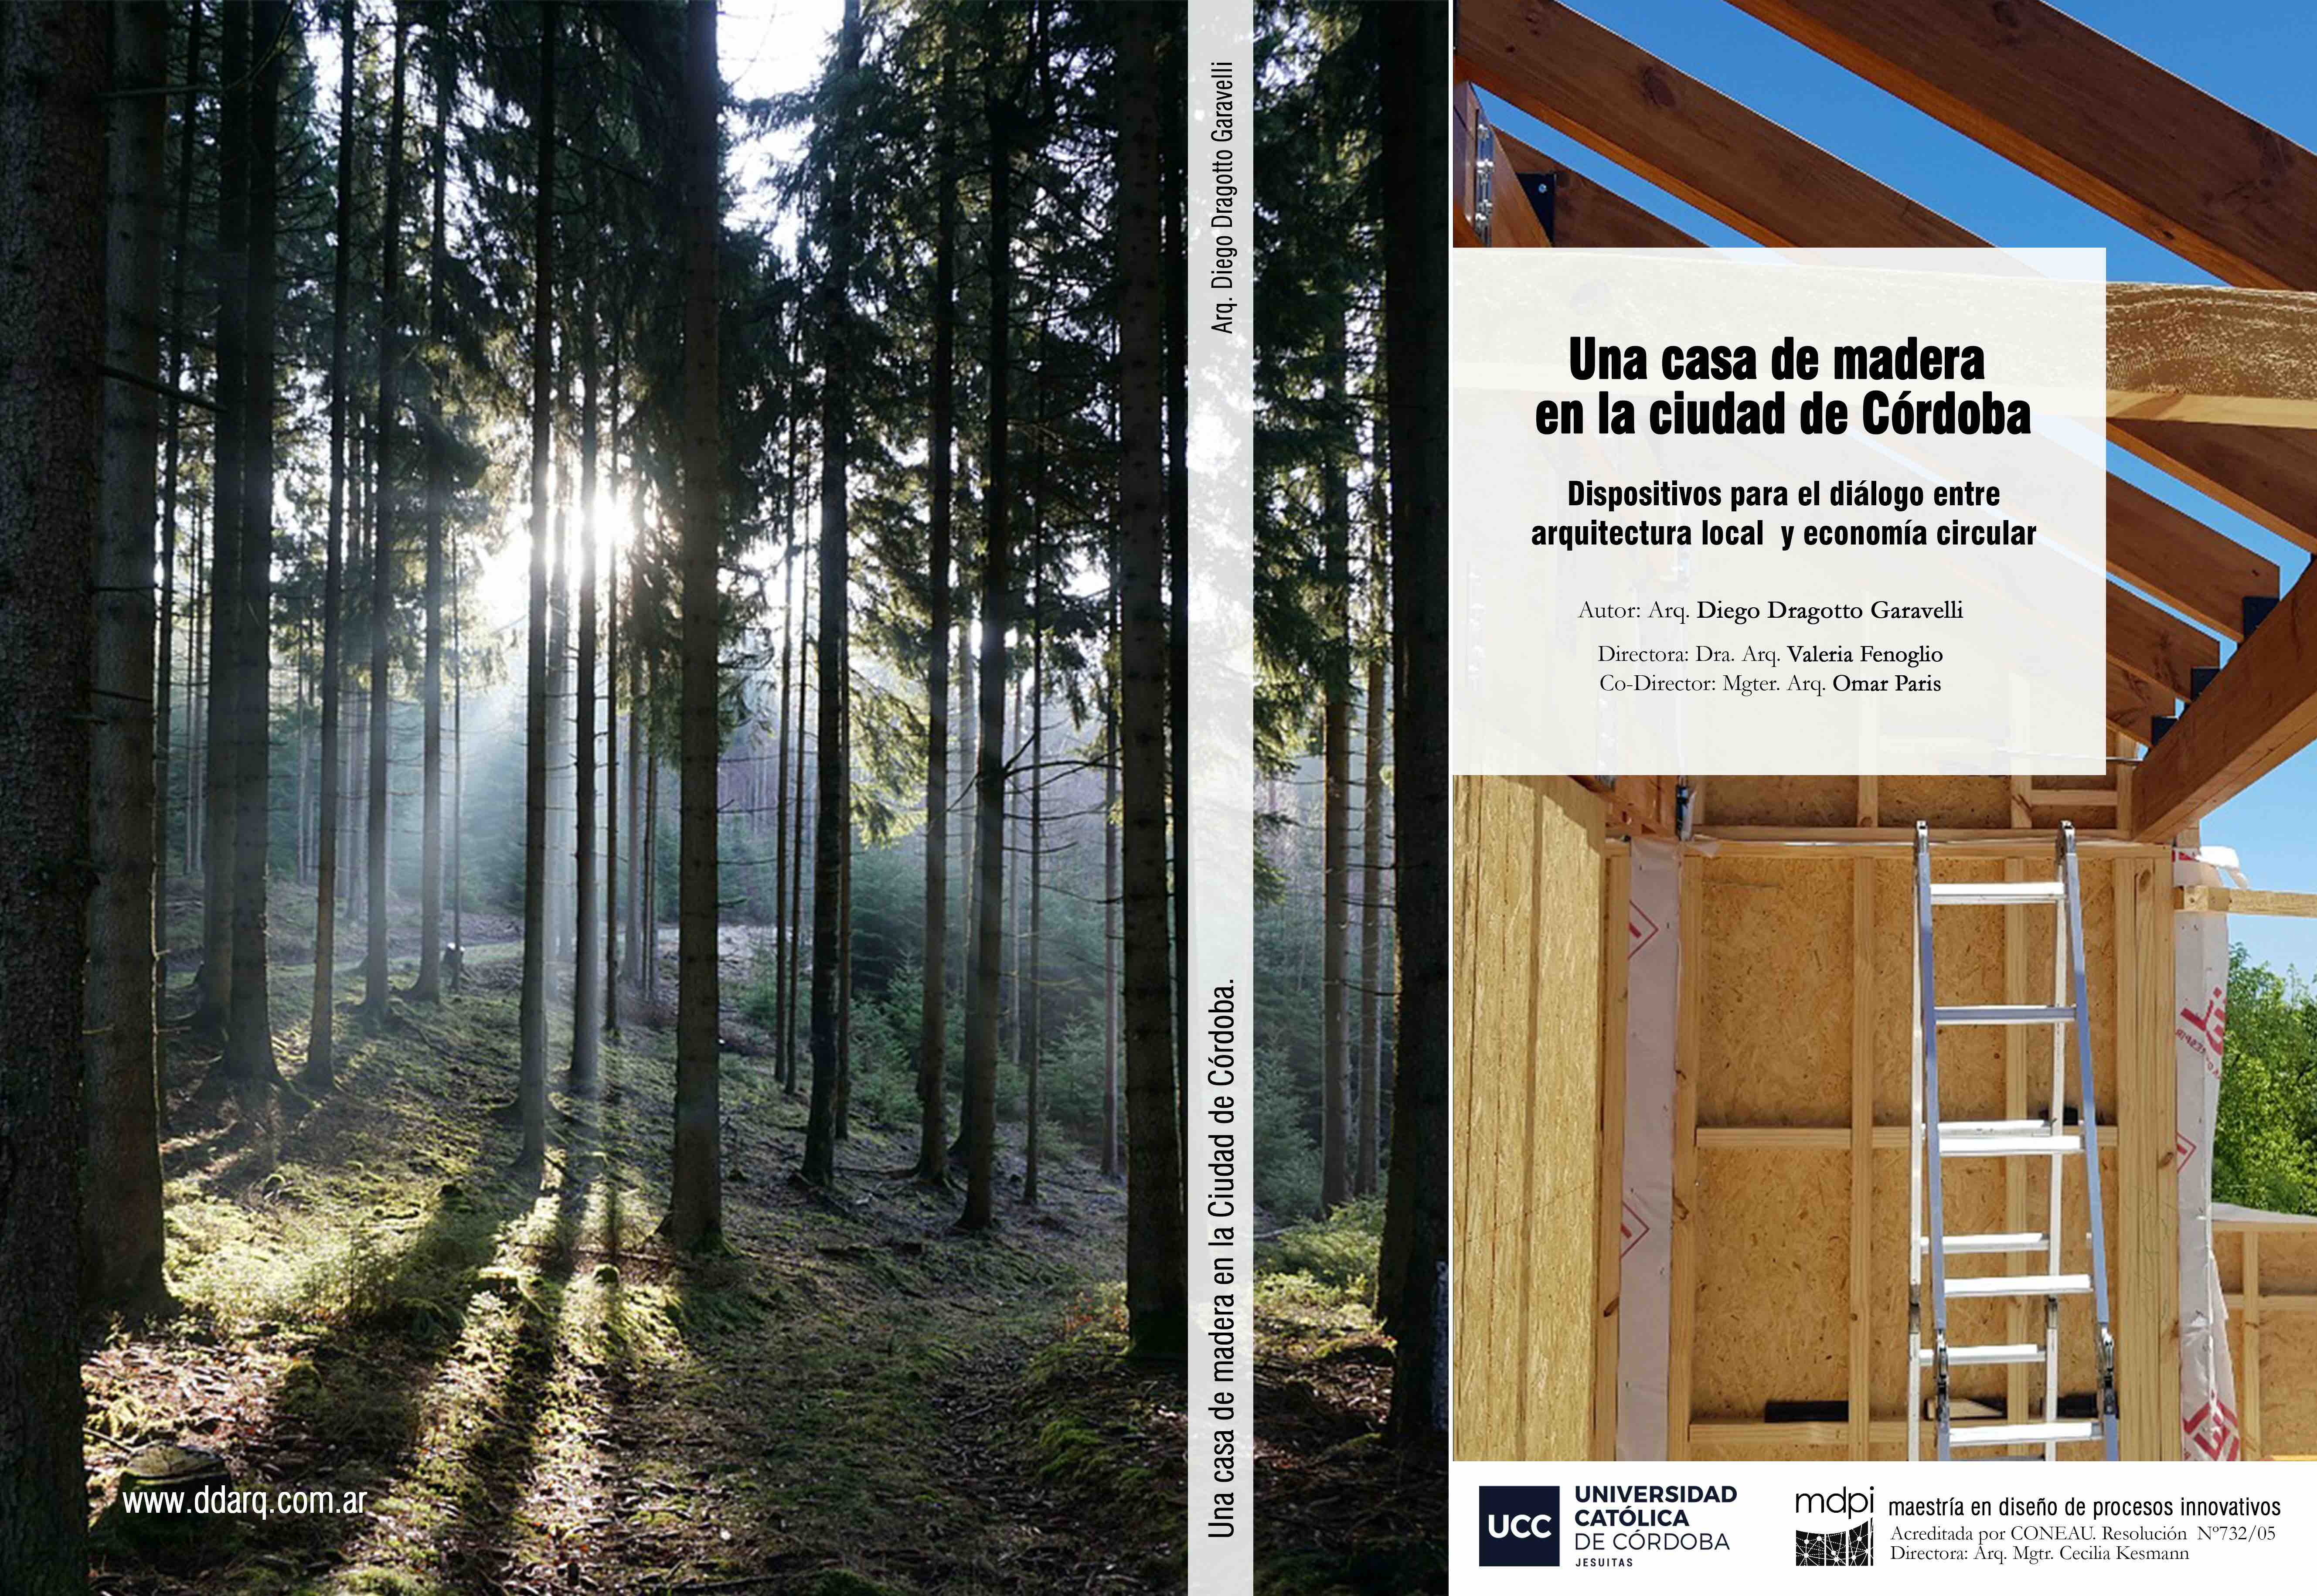 www.ddarq.com.ar
Una casa de madera en la Ciudad de Córdoba.
Arq. Diego Dragotto Garavelli
Una casa de madera
en la ciudad de Córdoba
Dispositivos para el diálogo entre
arquitectura local y economía circular
Autor: Arq. Diego Dragotto Garavelli
Directora: Dra. Arq. Valeria Fenoglio
Co-Director: Mgter. Arq. Omar Paris
UCC
UNIVERSIDAD
CATÓLICA
DE CÓRDOBA
JESUITAS
mdpi
maestría en diseño de procesos innovativos
Acreditada por CONEAU. Resolución Nº732/05
Directora: Arq. Mgtr. Cecilia Kesmann